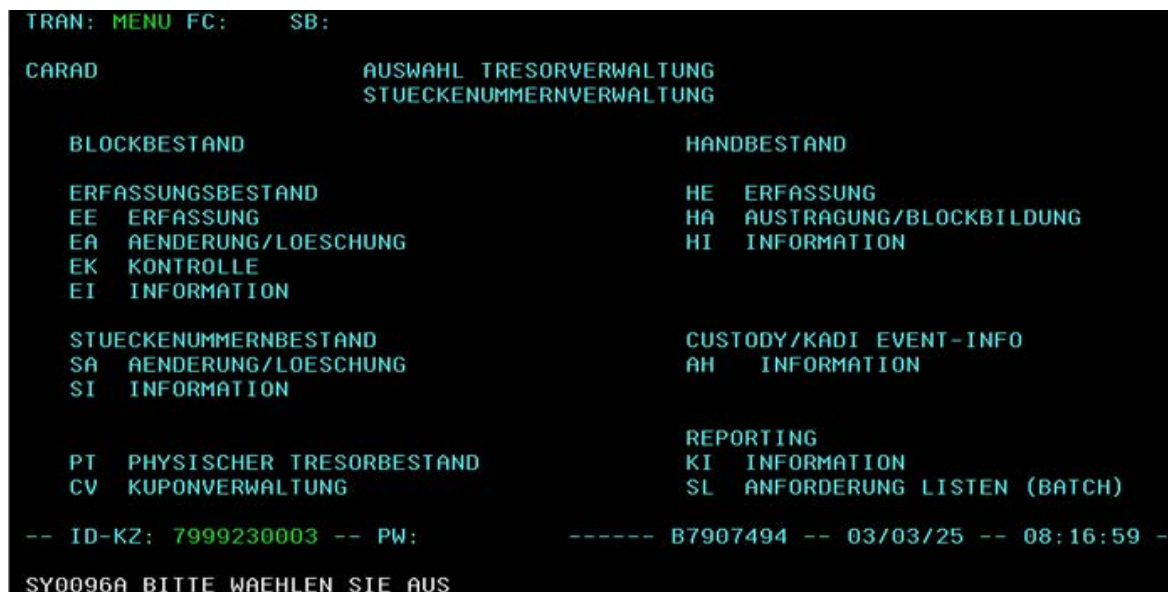 TRAN: MENU FC: SB:
CARAD AUSWAHL TRESORVERWALTUNG
STUECKENUMMERNVERWALTUNG
BLOCKBESTAND HANDBESTAND
ERFASSUNGSBESTAND HE ERFASSUNG
EE ERFASSUNG HA AUSTRAGUNG/BLOCKBILDUNG
EA AENDERUNG/LOESCHUNG HI INFORMATION
EK KONTROLLE
EI INFORMATION
STUECKENUMMERNBESTAND CUSTODY/KADI EVENT-INFO
SA AENDERUNG/LOESCHUNG AH INFORMATION
SI INFORMATION
REPORTING
PT PHYSISCHER TRESORBESTAND KI INFORMATION
CV KUPONVERWALTUNG SL ANFORDERUNG LISTEN (BATCH)
-- ID-KZ: 7999230003 -- PW: ------ B7907494 -- 03/03/25 -- 08:16:59 -
SY0096A BITTE WAEHLEN SIE AUS